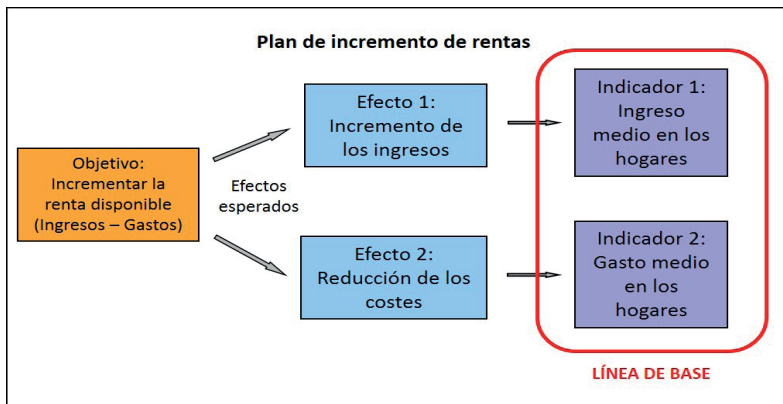 Plan de incremento de rentas
Objetivo:
Incrementar la
renta disponible
(Ingresos – Gastos)
Efectos
esperados
Efecto 1:
Incremento de
los ingresos
Efecto 2:
Reducción de los
costes
Indicador 1:
Ingreso
medio en los
hogares
Indicador 2:
Gasto medio
en los
hogares
LÍNEA DE BASE